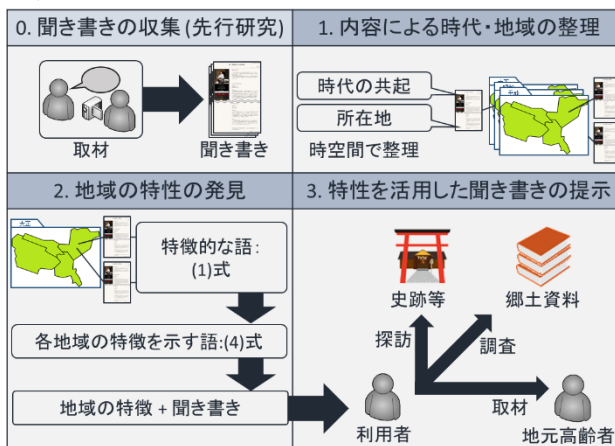 0. 聞き書きの収集(先行研究)
取材
聞き書き
1. 内容による時代・地域の整理
時代の共起
所在地
時空間で整理
2. 地域の特性の発見
特徴的な語:
(1)式
各地域の特徴を示す語:(4)式
地域の特徴 + 聞き書き
3. 特性を活用した聞き書きの提示
史跡等
郷土資料
探訪
調査
取材
利用者
地元高齢者